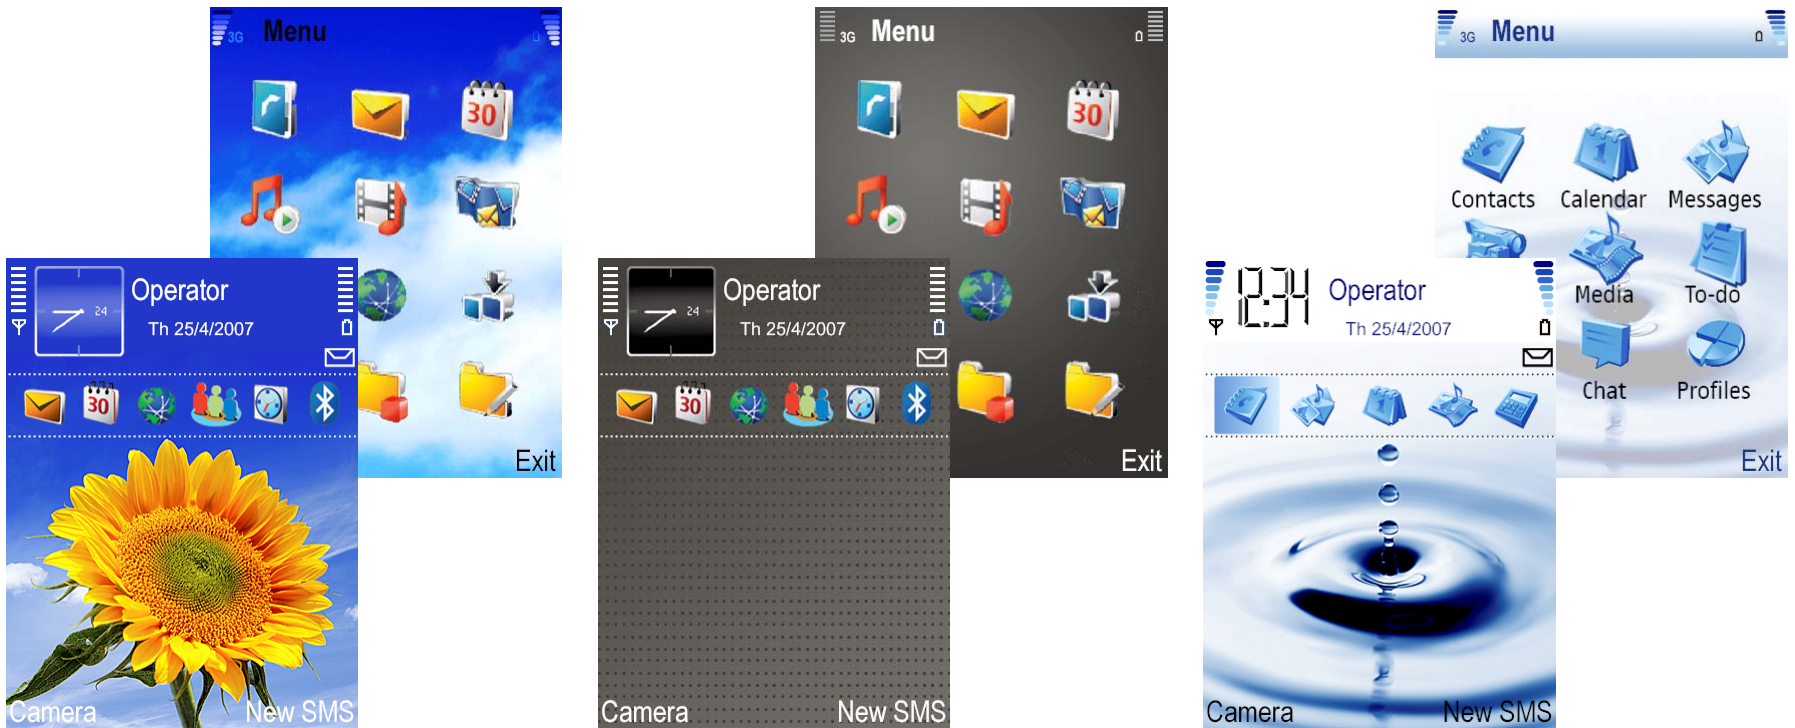 3G Menu
30
24 Operator
Th 25/4/2007
30
Exit
Camera New SMS
3G Menu
30
24 Operator
Th 25/4/2007
30
Exit
Camera New SMS
3G Menu
1
Contacts Calendar Messages
Media To-do
Chat Profiles
12:34 Operator
Th 25/4/2007
1
Exit
Camera New SMS